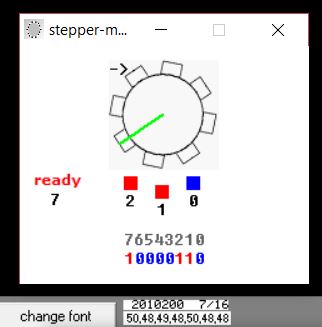 stepper-m...
->
ready
7
2 1 0
76543210
10000110
change font
2010200 7/16
50,48,49,48,50,48,48